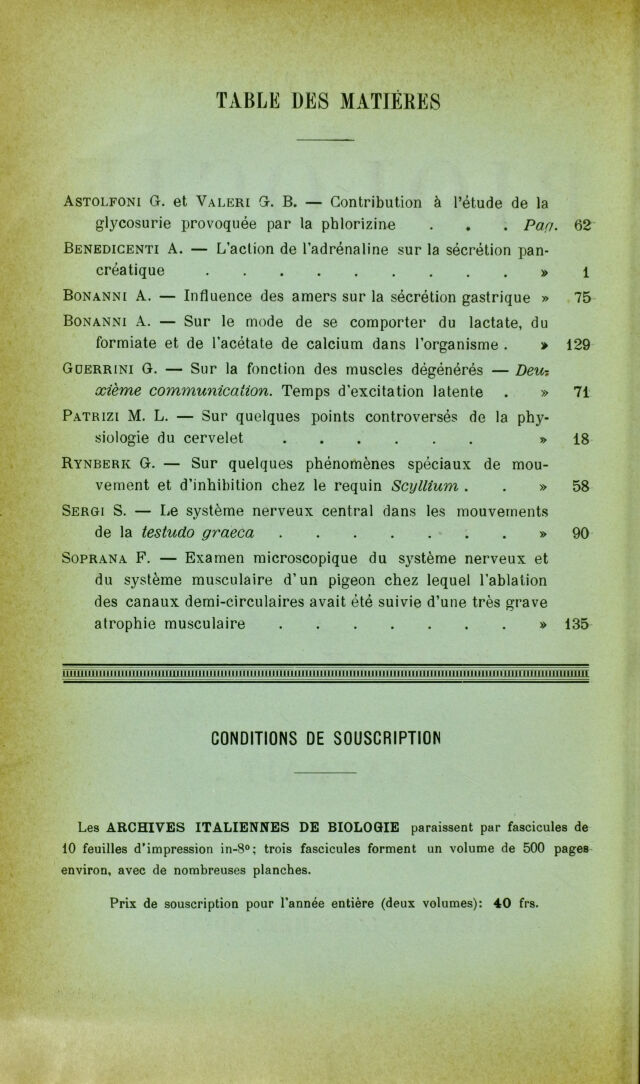 TABLE DES MATIÉRES
ASTOLFONI G. et VALERI G. B. — Contribution à l'étude de la
glycosurie provoquée par la phlorizine . . . Pag. 62
BENEDICENTI A. — L'action de l'adrénaline sur la sécrétion pan-
créatique . . . . . . . . . » 1
BONANNI A. — Influence des amers sur la sécrétion gastrique » 75
BONANNI A. — Sur le mode de se comporter du lactate, du
formiate et de l'acétate de calcium dans l'organisme . » 129
GUERRINI G. — Sur la fonction des muscles dégénérés — Deu-
xième communication. Temps d'excitation latente . » 71
PATRIZI M. L. — Sur quelques points controversés de la phy-
siologie du cervelet . . . . . . » 18
RYNBERK G. — Sur quelques phénomènes spéciaux de mou-
vement et d'inhibition chez le requin Scyllium . . » 58
SERGI S. — Le système nerveux central dans les mouvements
de la testudo graeca . . . . . . . » 90
SOPRANA F. — Examen microscopique du système nerveux et
du système musculaire d'un pigeon chez lequel l'ablation
des canaux demi-circulaires avait été suivie d'une très grave
atrophie musculaire . . . . . . . » 135
CONDITIONS DE SOUSCRIPTION
Les ARCHIVES ITALIENNES DE BIOLOGIE paraissent par fascicules de
10 feuilles d'impression in-8º; trois fascicules forment un volume de 500 pages
environ, avec de nombreuses planches.
Prix de souscription pour l'année entière (deux volumes): 40 frs.